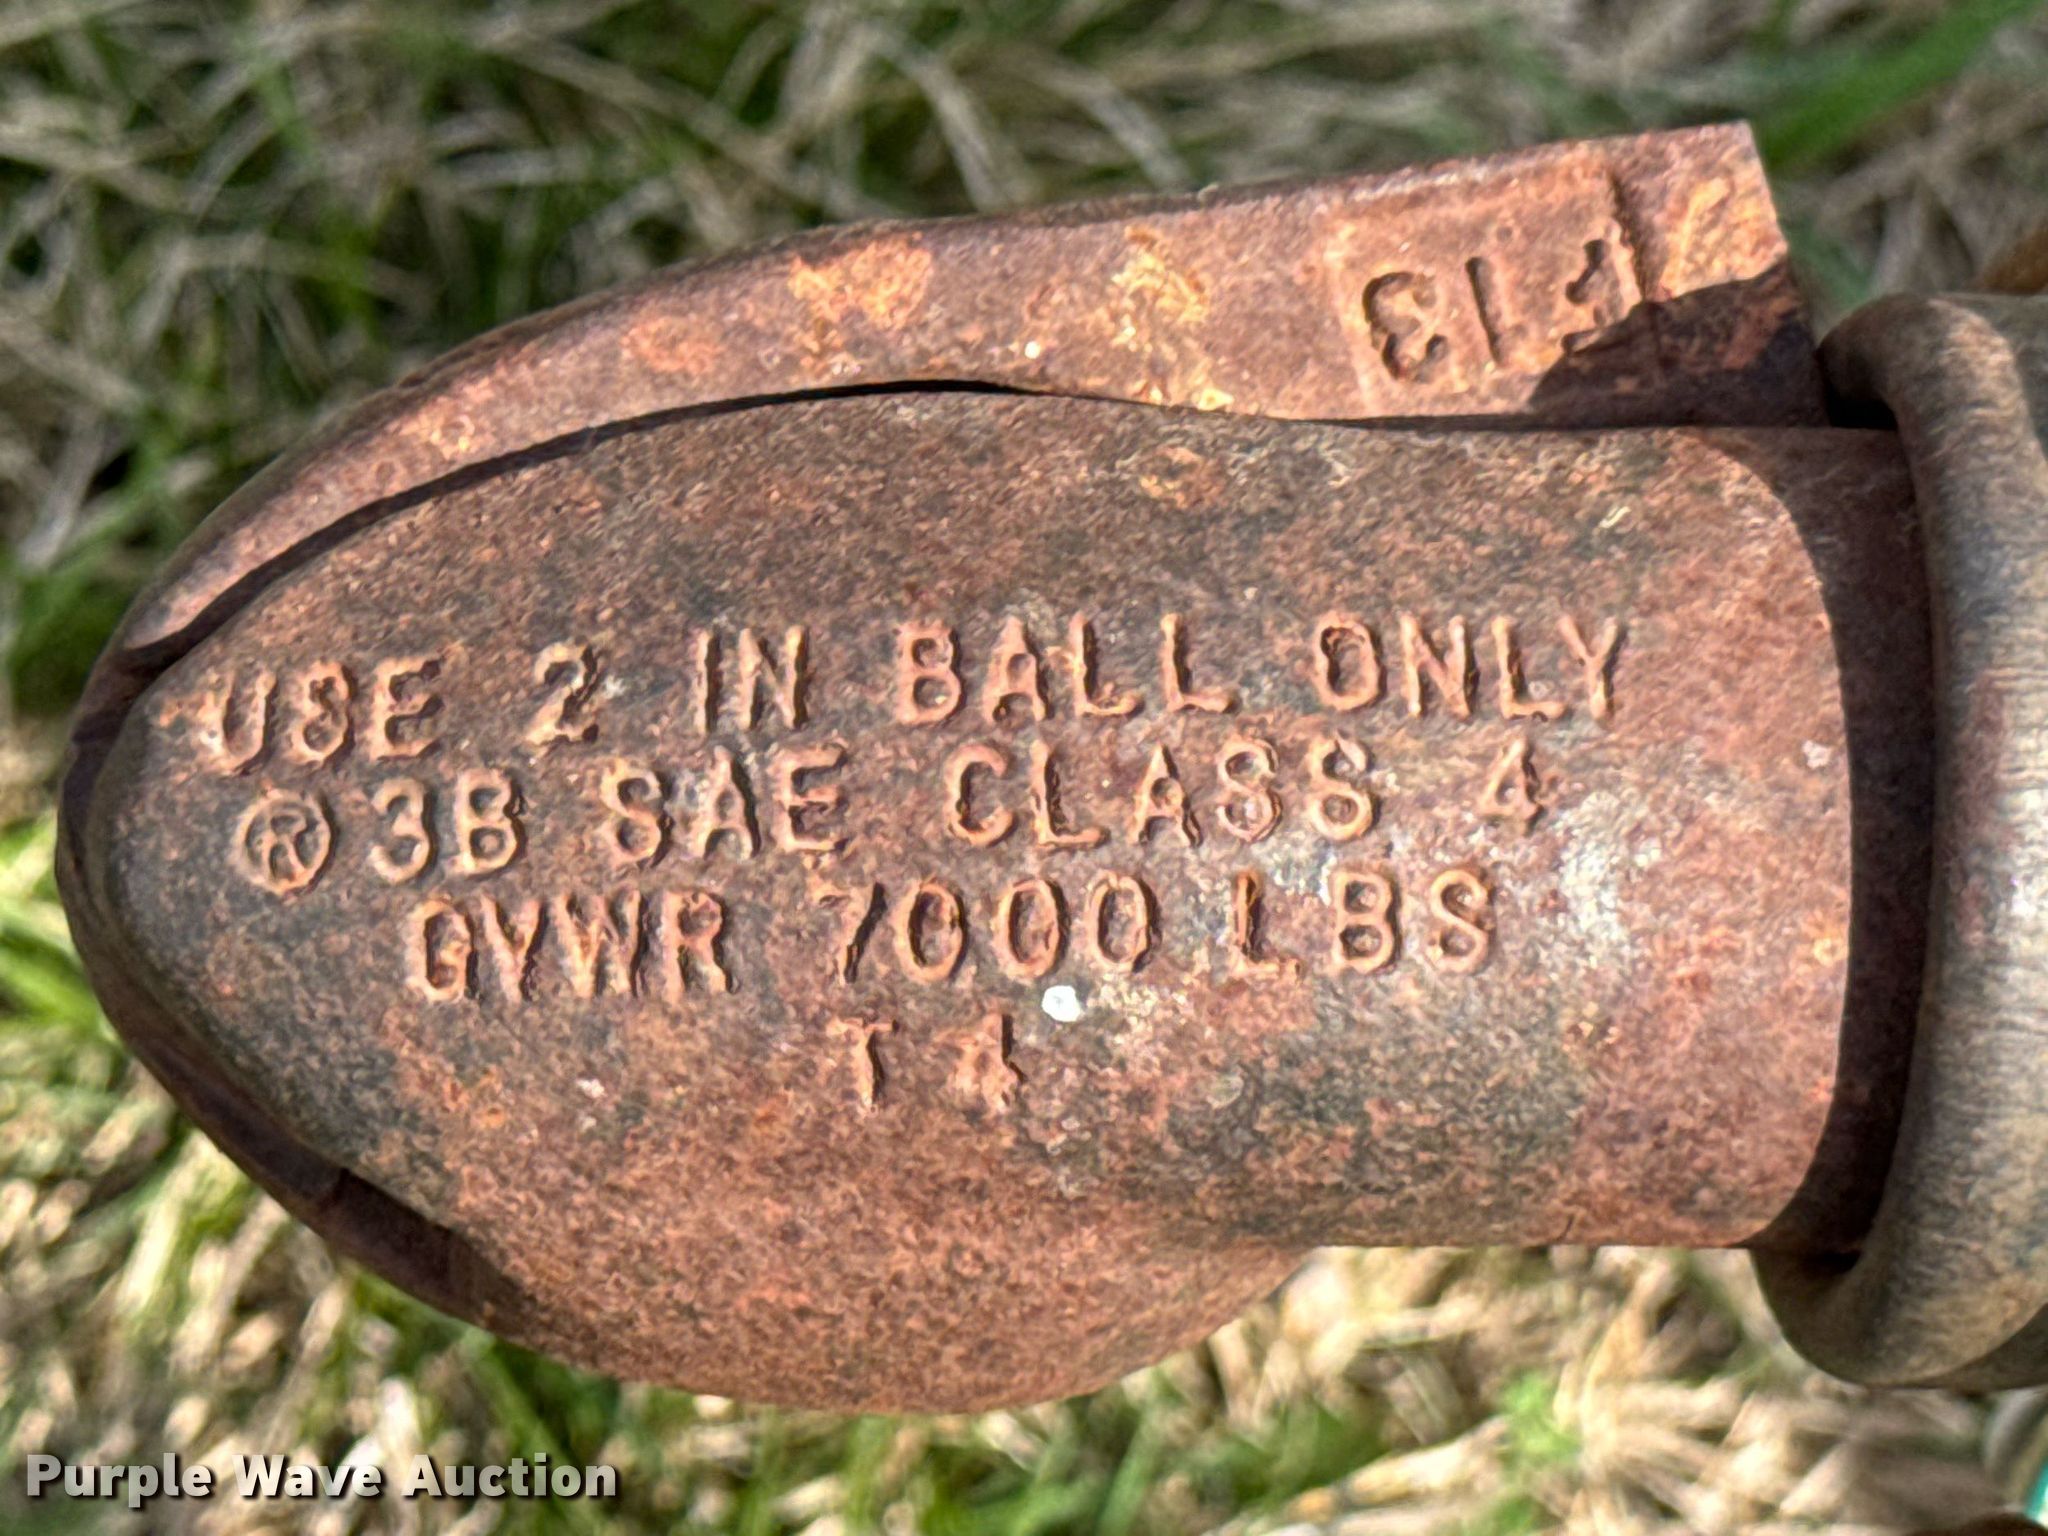 F13
USE 2 IN BALL ONLY
® 3B SAE CLASS 4
GVWR 7000 LBS
T4
Purple Wave Auction